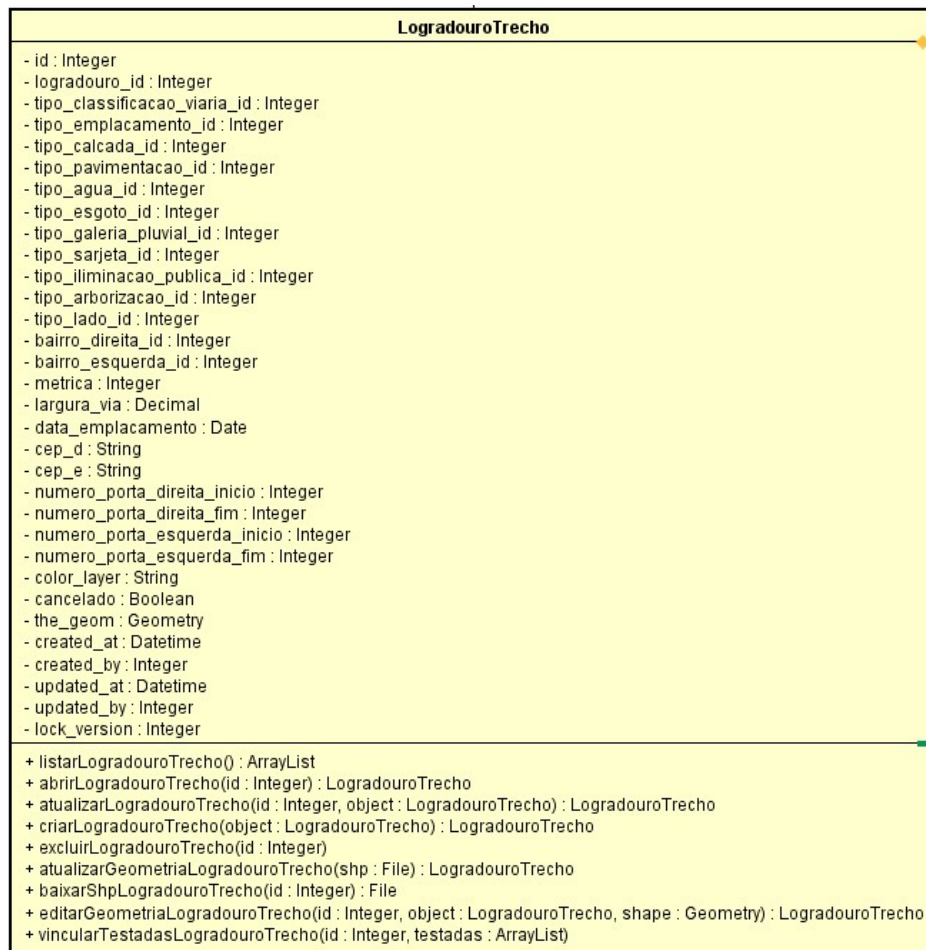 LogradouroTrecho
- id : Integer
- logradouro_id : Integer
- tipo_classificacao_viaria_id : Integer
- tipo_emplacamento_id : Integer
- tipo_calcada_id : Integer
- tipo_pavimentacao_id : Integer
- tipo_agua_id : Integer
- tipo_esgoto_id : Integer
- tipo_galeria_pluvial_id : Integer
- tipo_sarjeta_id : Integer
- tipo_iliminacao_publica_id : Integer
- tipo_arborizacao_id : Integer
- tipo_lado_id : Integer
- bairro_direita_id : Integer
- bairro_esquerda_id : Integer
- metrica : Integer
- largura_via : Decimal
- data_emplacamento : Date
- cep_d : String
- cep_e : String
- numero_porta_direita_inicio : Integer
- numero_porta_direita_fim : Integer
- numero_porta_esquerda_inicio : Integer
- numero_porta_esquerda_fim : Integer
- color_layer : String
- cancelado : Boolean
- the_geom : Geometry
- created_at : Datetime
- created_by : Integer
- updated_at : Datetime
- updated_by : Integer
- lock_version : Integer
+ listarLogradouroTrecho() : ArrayList
+ abrirLogradouroTrecho(id : Integer) : LogradouroTrecho
+ atualizarLogradouroTrecho(id : Integer, object : LogradouroTrecho) : LogradouroTrecho
+ criarLogradouroTrecho(object : LogradouroTrecho) : LogradouroTrecho
+ excluirLogradouroTrecho(id : Integer)
+ atualizarGeometriaLogradouroTrecho(shp : File) : LogradouroTrecho
+ baixarShpLogradouroTrecho(id : Integer) : File
+ editarGeometriaLogradouroTrecho(id : Integer, object : LogradouroTrecho, shape : Geometry) : LogradouroTrecho
+ vincularTestadasLogradouroTrecho(id : Integer, testadas : ArrayList)